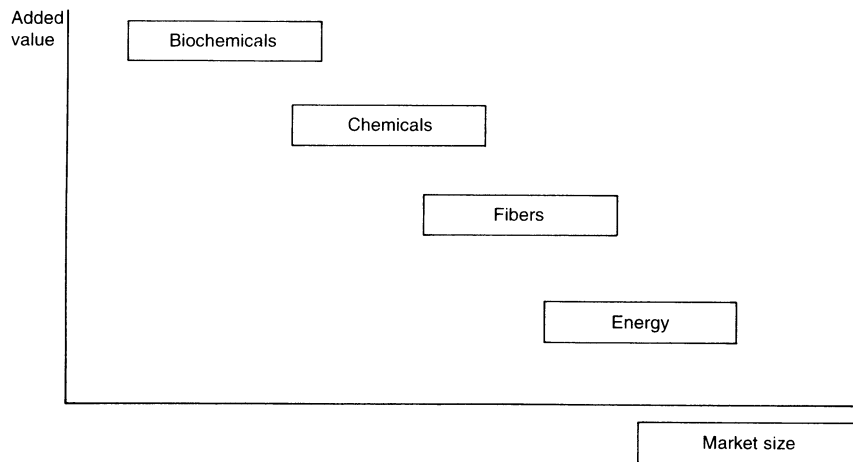 Added
value
Biochemicals
Chemicals
Fibers
Energy
Market size